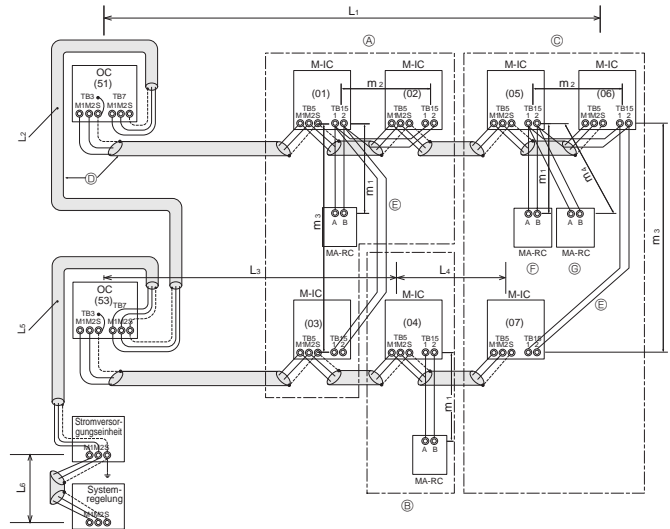 L1
A
C
M-IC
M-IC
M-IC
M-IC
OC
(51)
(01)
m2
(02)
(05)
m2
(06)
TB3
TB7
M1M2S
M1M2S
TB5
M1M2S
TB15
1 2
TB5
M1M2S
TB15
1 2
TB5
M1M2S
TB15
1 2
TB5
M1M2S
TB15
1 2
L2
D
m1
E
m1
m4
m3
m3
A B
MA-RC
A B
MA-RC
A B
MA-RC
F
G
L3
L4
E
OC
(53)
M-IC
M-IC
M-IC
(03)
(04)
(07)
L5
TB3
TB7
M1M2S
M1M2S
TB5
M1M2S
TB15
1 2
TB5
M1M2S
TB15
1 2
TB5
M1M2S
TB15
1 2
m1
Stromversor-
gungseinheit
M1M2S
A B
MA-RC
L6
System-
regelung
M1M2S
B